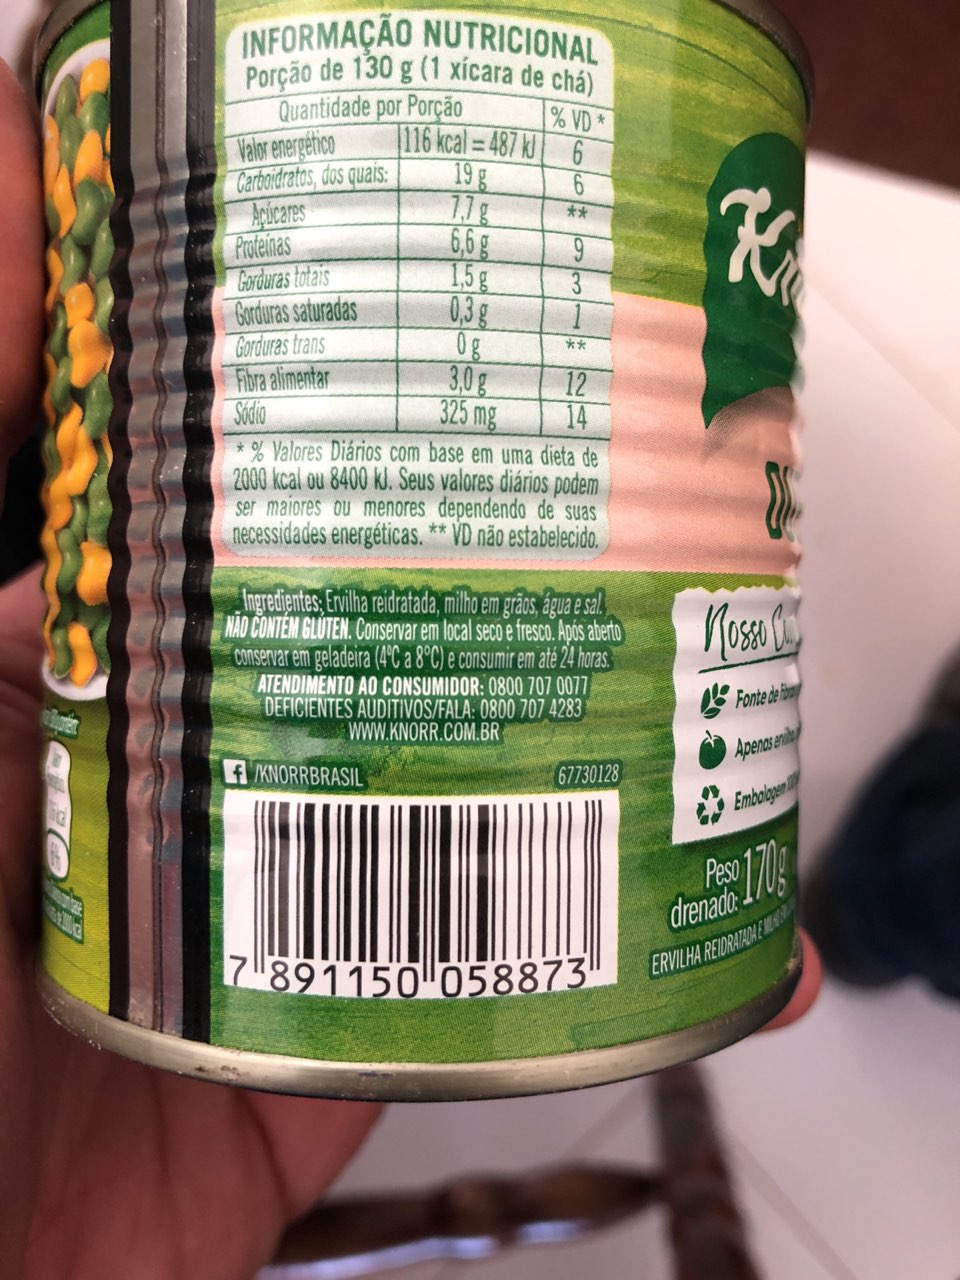 INFORMAÇÃO NUTRICIONAL
Porção de 130 g (1 xícara de chá)
Quantidade por Porção % VD *
Valor energético 116 kcal = 487 kJ 6
Carboidratos, dos quais: 19 g 6
Açúcares 7,7 g **
Proteínas 6,6 g 9
Gorduras totais 1,5 g 3
Gorduras saturadas 0,3 g 1
Gorduras trans 0 g **
Fibra alimentar 3,0 g 12
Sódio 325 mg 14
* % Valores Diários com base em uma dieta de
2000 kcal ou 8400 kJ. Seus valores diários podem
ser maiores ou menores dependendo de suas
necessidades energéticas. ** VD não estabelecido.
Ingredientes: Ervilha reidratada, milho em grãos, água e sal.
NÃO CONTÉM GLÚTEN. Conservar em local seco e fresco. Após aberto
conservar em geladeira (4ºC a 8ºC) e consumir em até 24 horas.
ATENDIMENTO AO CONSUMIDOR: 0800 707 0077
DEFICIENTES AUDITIVOS/FALA: 0800 707 4283
WWW.KNORR.COM.BR
f /KNORRBRASIL 67730128
7 891150 058873
Nosso
Fonte de
Apenas
Embalagem
Peso
drenado: 170g
ERVILHA REIDRATADA E
6%